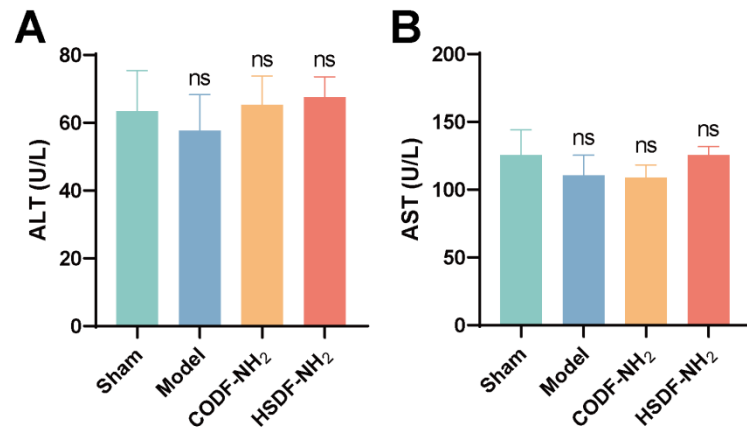 A
ALT (U/L)
80
60
40
20
0
ns
ns
ns
Sham
Model
CODF-NH₂
HSDF-NH₂
B
AST (U/L)
200
150
100
50
0
ns
ns
ns
Sham
Model
CODF-NH₂
HSDF-NH₂